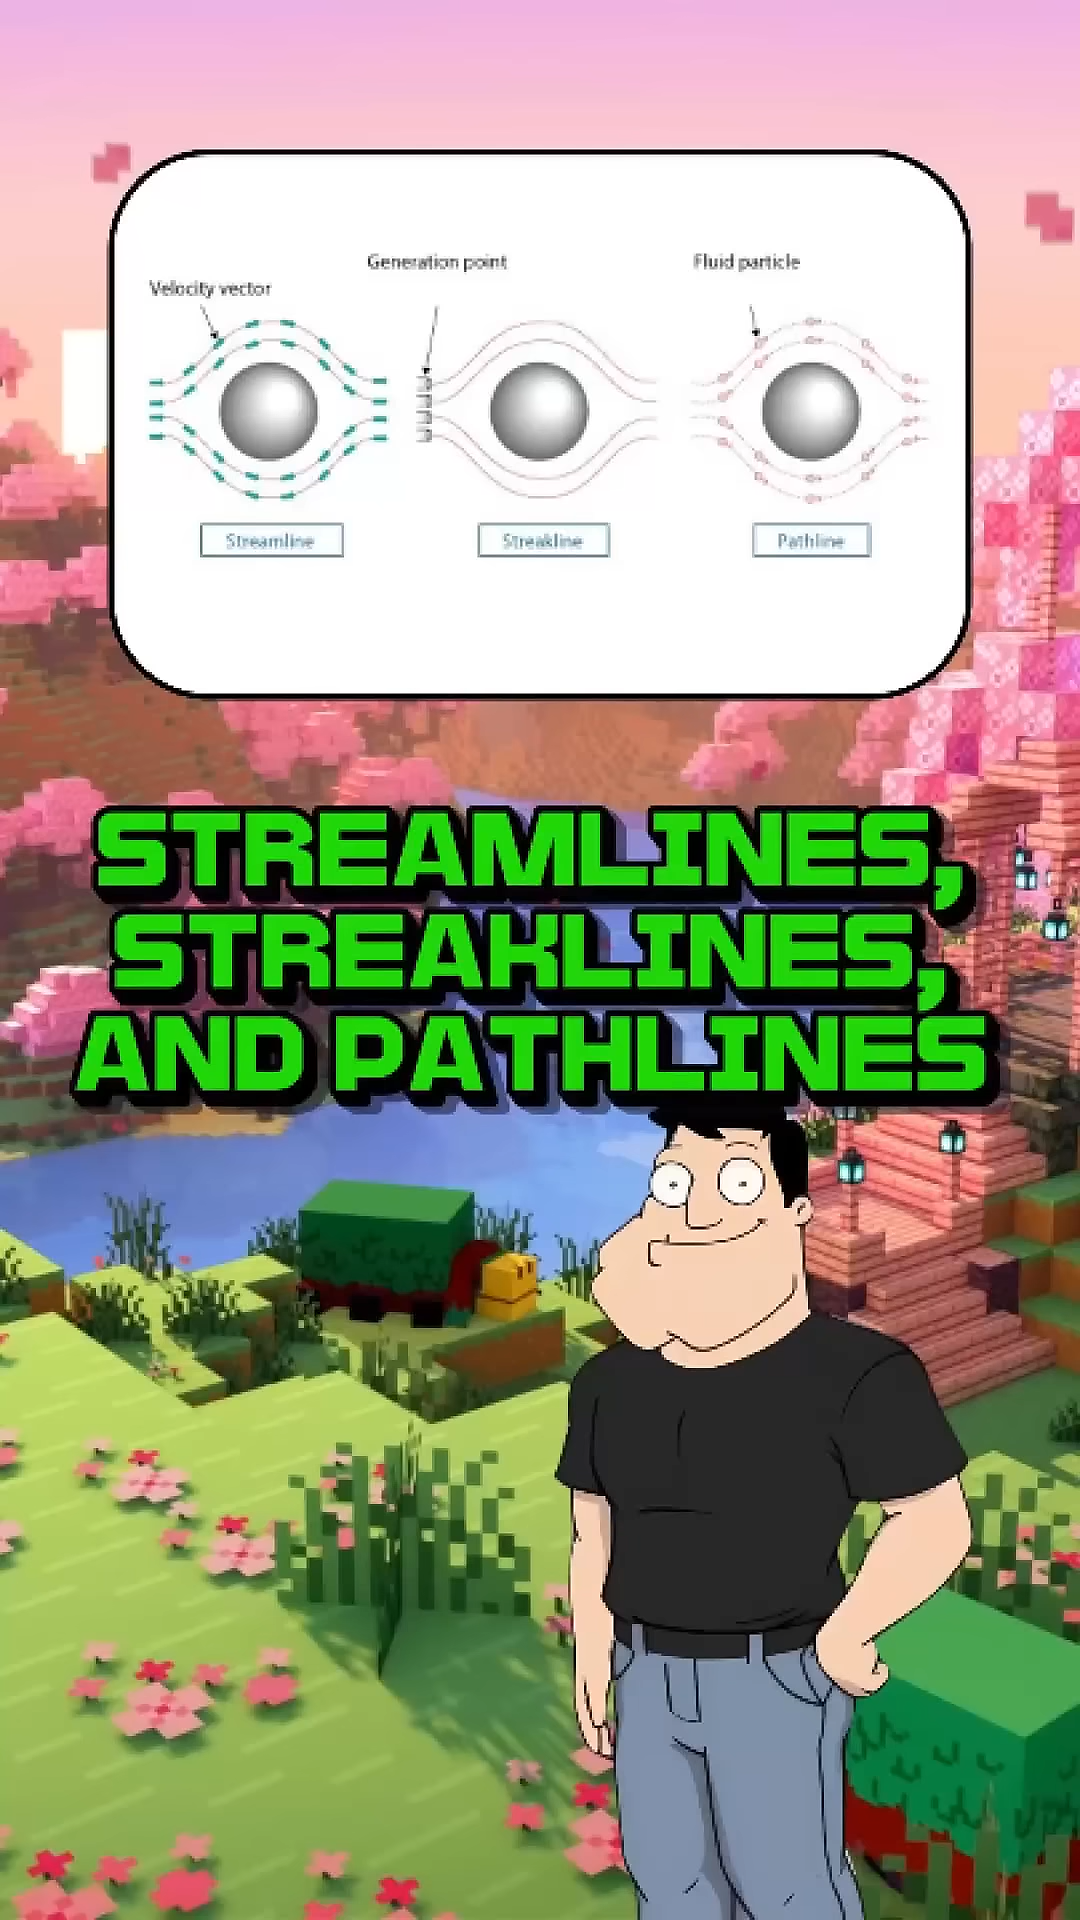 Generation point
Fluid particle
Velocity vector
Streamline
Streakline
Pathline
STREAMLINES,
STREAKLINES,
AND PATHLINES